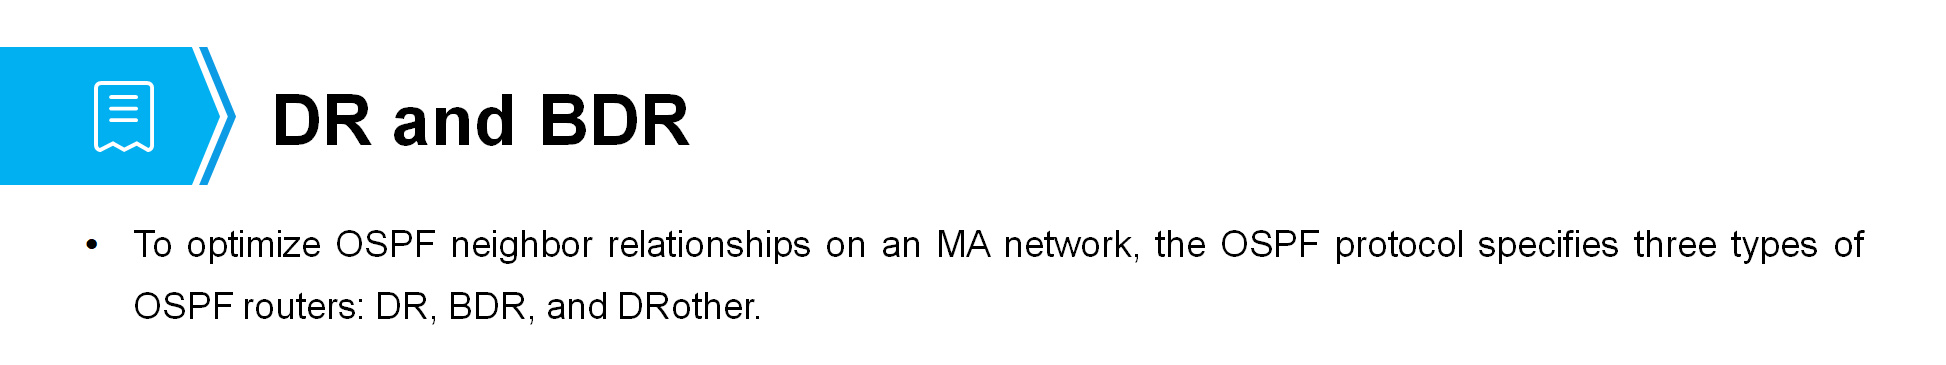 DR and BDR
• To optimize OSPF neighbor relationships on an MA network, the OSPF protocol specifies three types of
OSPF routers: DR, BDR, and DRother.